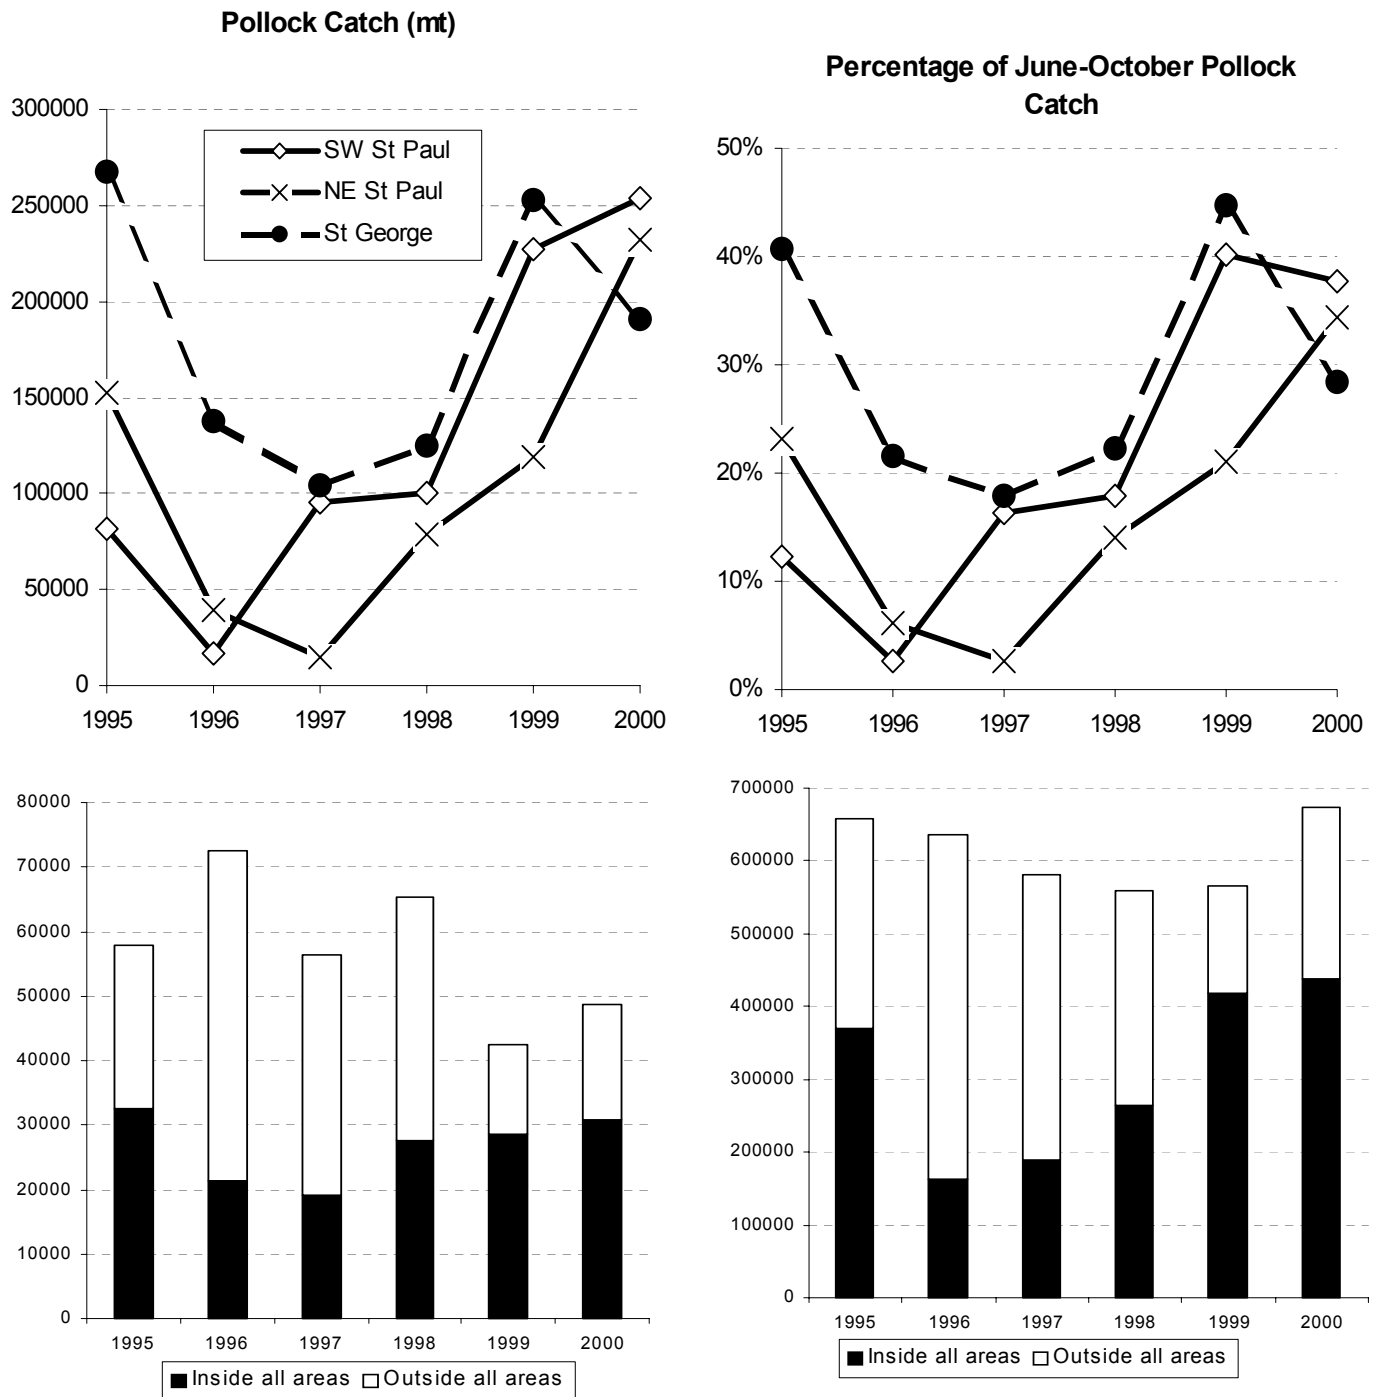 Pollock Catch (mt)
300000
250000
200000
150000
100000
50000
0
SW St Paul
NE St Paul
St George
1995 1996 1997 1998 1999 2000
Percentage of June-October Pollock
Catch
50%
40%
30%
20%
10%
0%
1995 1996 1997 1998 1999 2000
80000
70000
60000
50000
40000
30000
20000
10000
0
1995 1996 1997 1998 1999 2000
Inside all areas Outside all areas
700000
600000
500000
400000
300000
200000
100000
0
1995 1996 1997 1998 1999 2000
Inside all areas Outside all areas